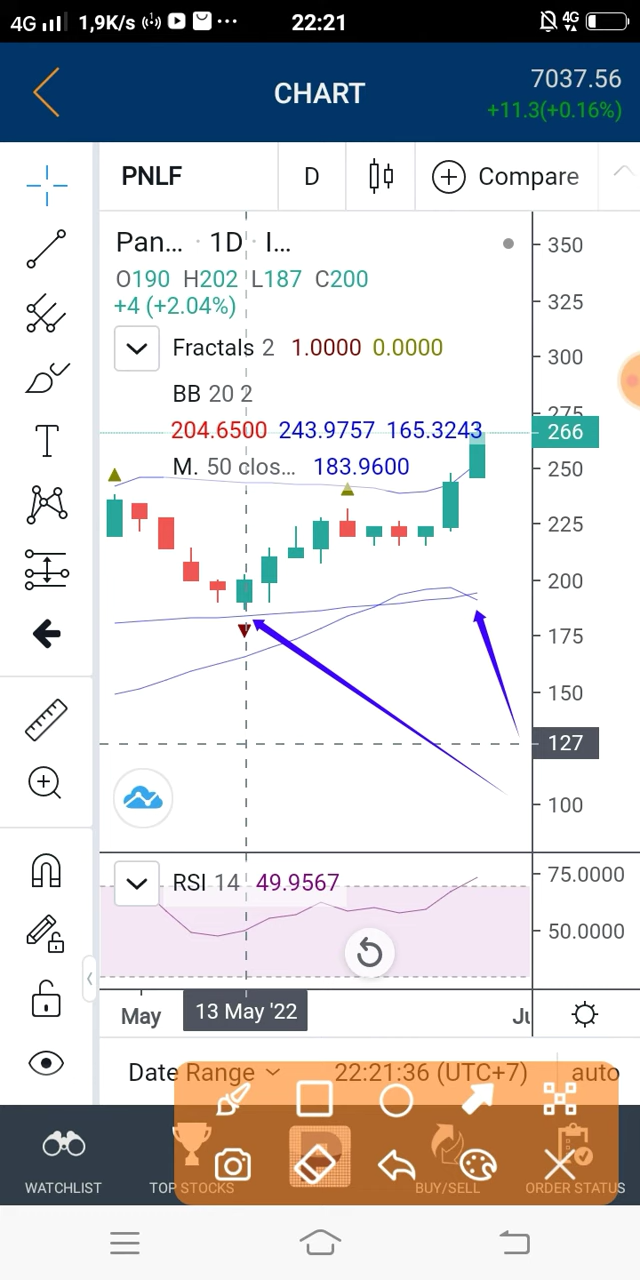 4G 1,9K/s ... 22:21 4G
CHART
7037.56
+11.3(+0.16%)
PNLF D Compare
Pan... · 1D · I...
O190 H202 L187 C200
+4 (+2.04%)
Fractals 2 1.0000 0.0000
BB 20 2
204.6500 243.9757 165.3243
M. 50 clos... 183.9600
350
325
300
275
266
250
225
200
175
150
127
100
T
RSI 14 49.9567
75.0000
50.0000
May 13 May '22
Date Range 22:21:36 (UTC+7) auto
WATCHLIST TOP STOCKS BUY/SELL ORDER STATUS